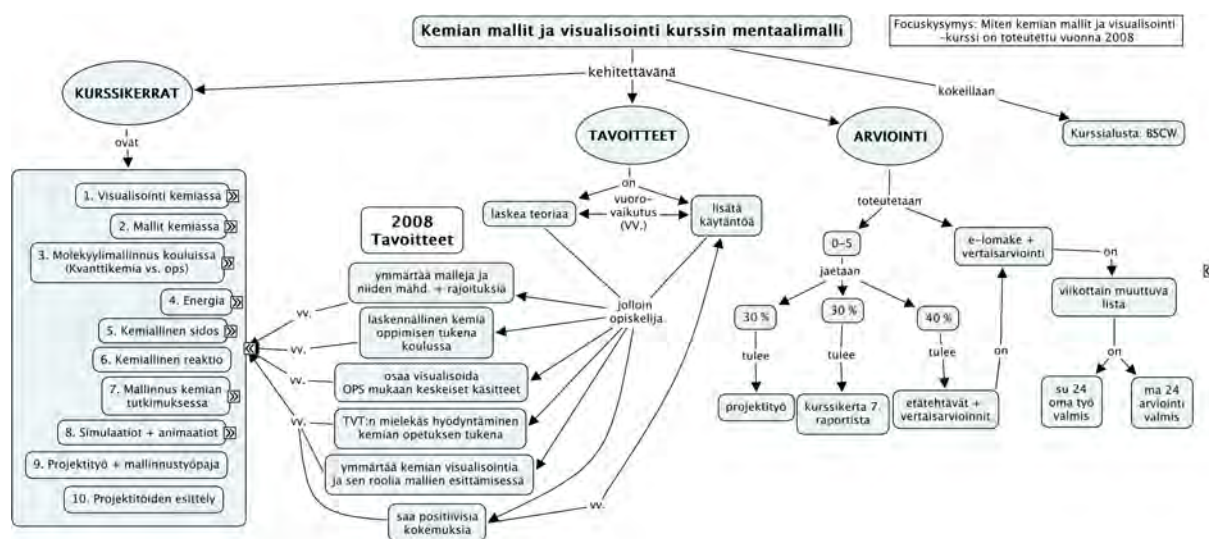 Kemian mallit ja visualisointi kurssin mentaalimalli
Focuskysymys: Miten kemian mallit ja visualisointi
-kurssi on toteutettu vuonna 2008
kehitettävänä
kokeillaan
KURSSIKERRAT
TAVOITTEET
ARVIOINTI
Kurssialusta: BSCW
ovat
1. Visualisointi kemiassa
2. Mallit kemiassa
3. Molekyylimallinnus kouluissa
(Kvanttikemia vs. ops)
4. Energia
5. Kemiallinen sidos
6. Kemiallinen reaktio
7. Mallinnus kemian
tutkimuksessa
8. Simulaatiot + animaatiot
9. Projektityö + mallinnustyöpaja
10. Projektitöiden esittely
on
vuoro-
vaikutus
(VV.)
laskea teoriaa
lisätä
käytäntöä
2008
Tavoitteet
jolloin
opiskelija
ymmärtää malleja ja
niiden mähd. + rajoituksia
laskennallinen kemia
oppimisen tukena
koulussa
osaa visualisoida
OPS mukaan keskeiset käsitteet
TVT:n mielekäs hyödyntäminen
kemian opetuksen tukena
ymmärtää kemian visualisointia
ja sen roolia mallien esittämisessä
saa positiivisia
kokemuksia
vv.
vv.
vv.
vv.
vv.
toteutetaan
0-5
jaetaan
30 %
30 %
40 %
tulee
tulee
tulee
projektityö
kurssikerta 7.
raportista
etätehtävät +
vertaisarvioinnit
on
e-lomake +
vertaisarviointi
on
viikottain muuttuva
lista
on
su 24
oma työ
valmis
ma 24
arviointi
valmis